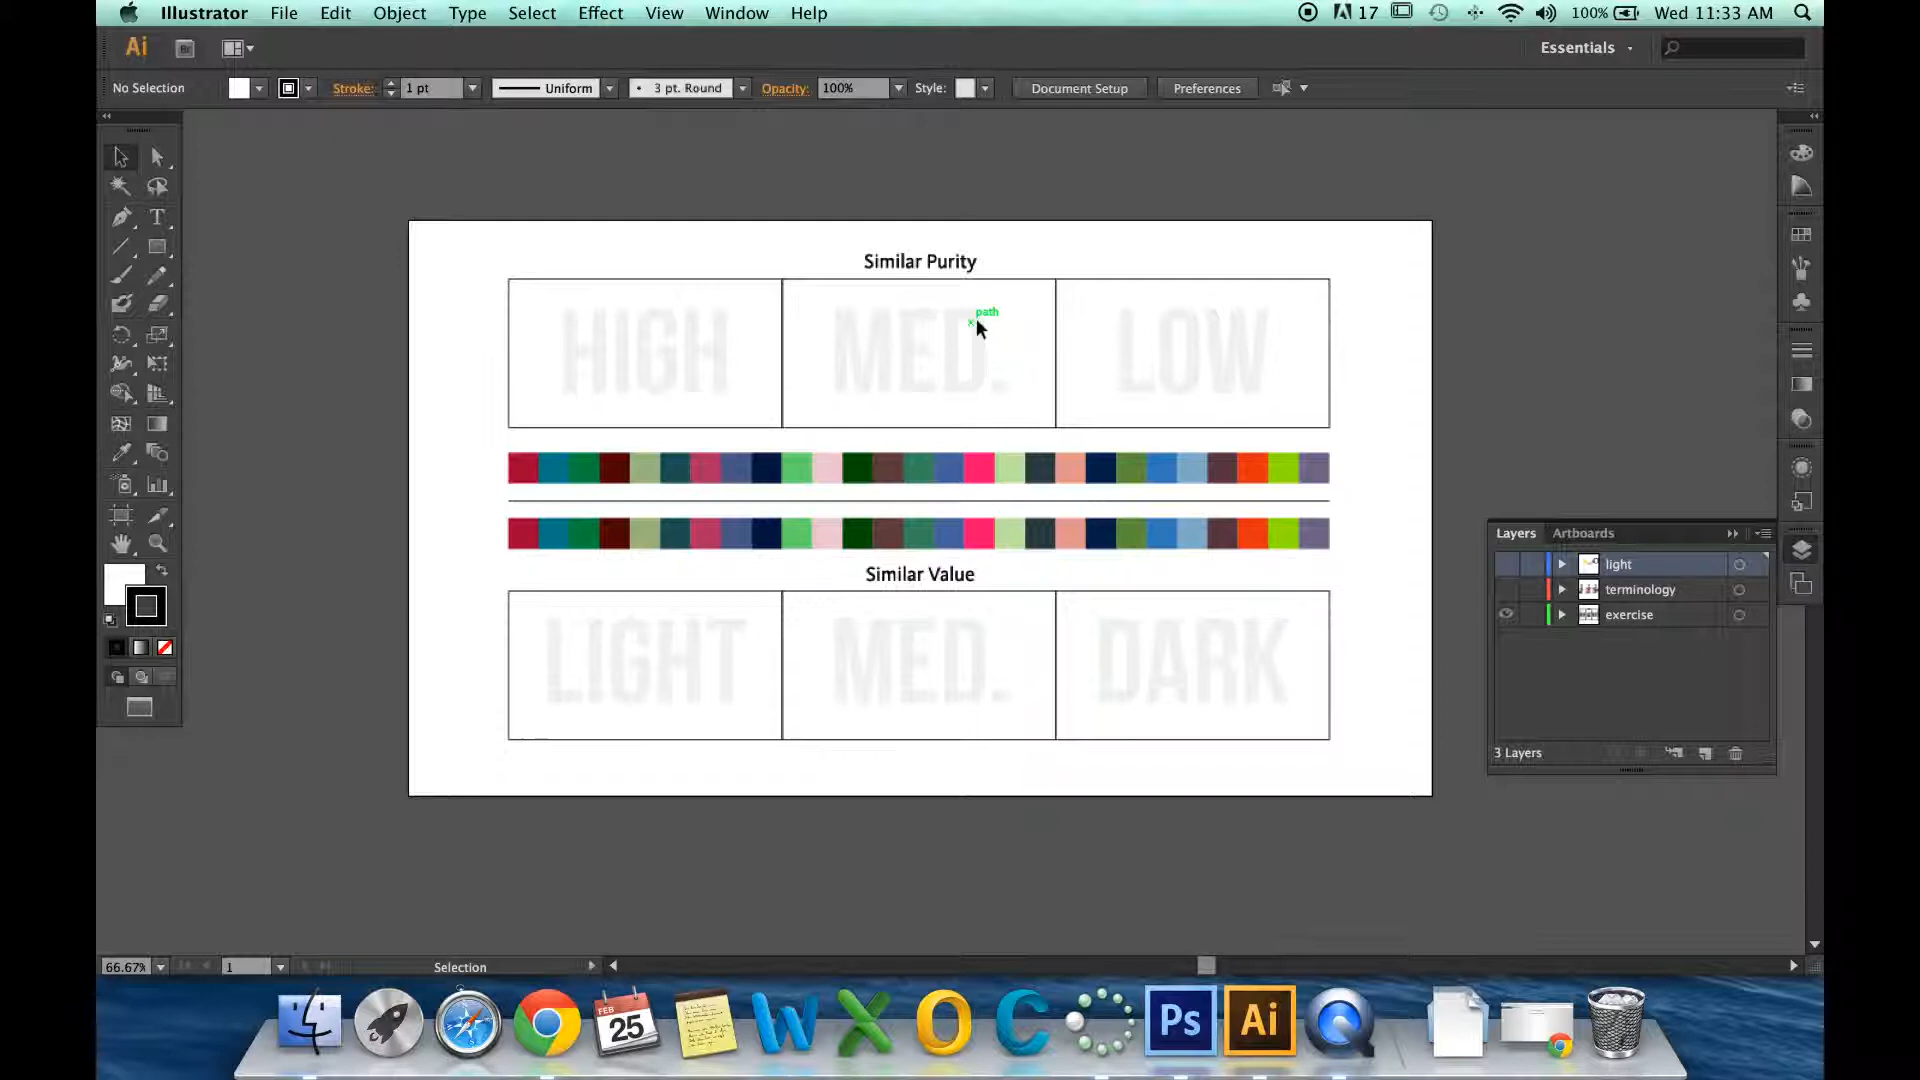 Illustrator File Edit Object Type Select Effect View Window Help 17 100% Wed 11:33 AM
Ai Br Essentials
No Selection Stroke: 1 pt Uniform 3 pt. Round Opacity: 100% Style: Document Setup Preferences
Similar Purity
path
HIGH MED. LOW
Similar Value
LIGHT MED. DARK
Layers Artboards
light
terminology
exercise
3 Layers
66.67% 1 Selection
FEB
25
W X O C Ps Ai